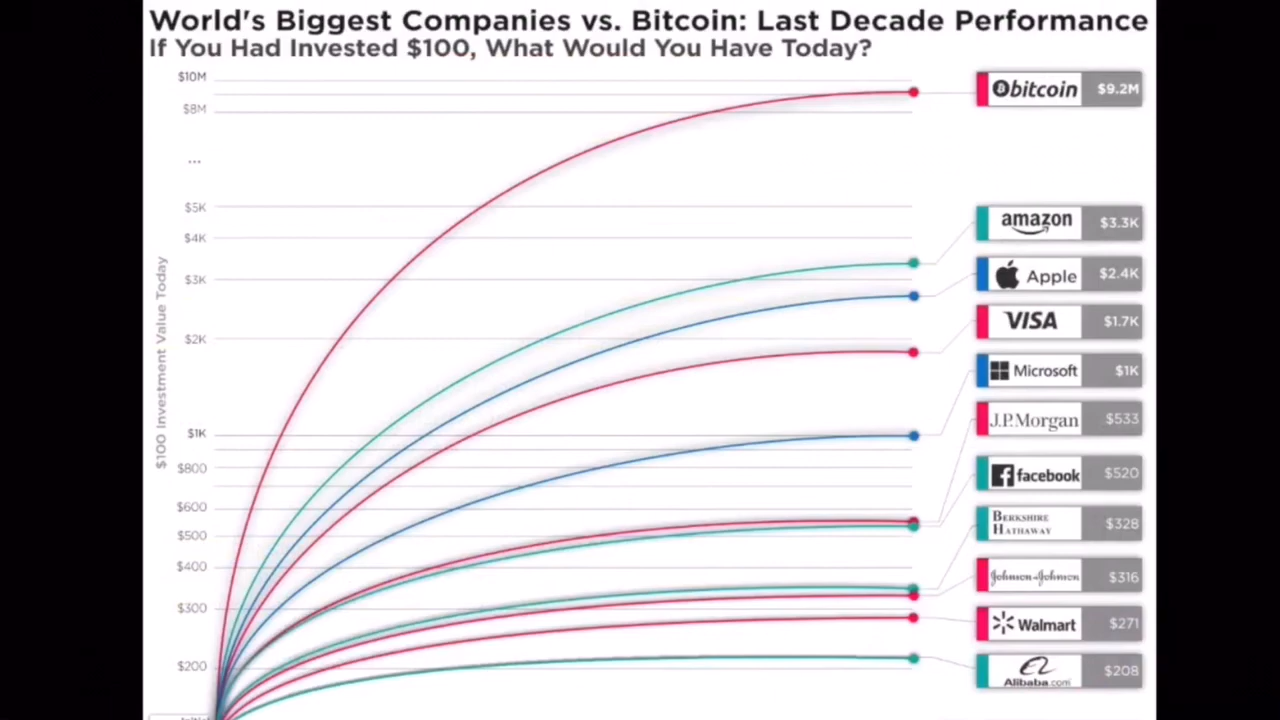 World's Biggest Companies vs. Bitcoin: Last Decade Performance
If You Had Invested $100, What Would You Have Today?
$10M
$8M
...
$5K
$4K
$3K
$2K
$1K
$800
$600
$500
$400
$300
$200
$100 Investment Value Today
bitcoin $9.2M
amazon $3.3K
Apple $2.4K
VISA $1.7K
Microsoft $1K
J.P.Morgan $533
facebook $520
BERKSHIRE
HATHAWAY $328
Johnson&Johnson $316
Walmart $271
Alibaba.com $208